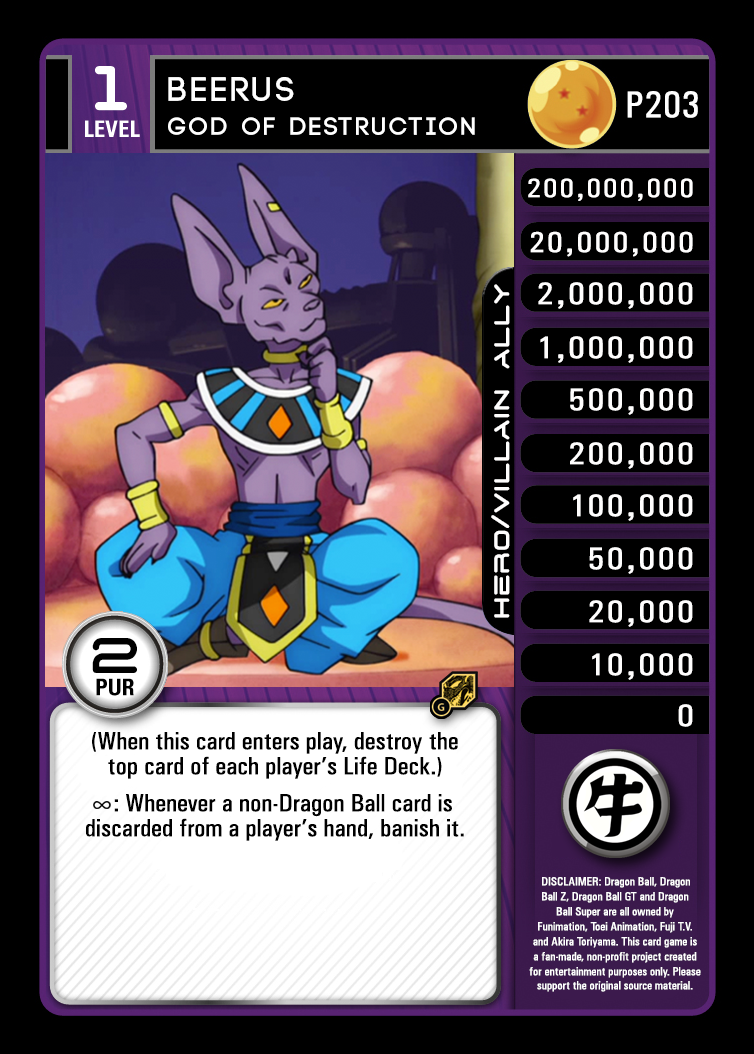 1
LEVEL
BEERUS
GOD OF DESTRUCTION
P203
200,000,000
20,000,000
2,000,000
1,000,000
500,000
200,000
100,000
50,000
20,000
10,000
0
HERO/VILLAIN ALLY
2
PUR
G
(When this card enters play, destroy the
top card of each player's Life Deck.)
∞: Whenever a non-Dragon Ball card is
discarded from a player's hand, banish it.
牛
DISCLAIMER: Dragon Ball, Dragon
Ball Z, Dragon Ball GT and Dragon
Ball Super are all owned by
Funimation, Toei Animation, Fuji T.V.
and Akira Toriyama. This card game is
a fan-made, non-profit project created
for entertainment purposes only. Please
support the original source material.